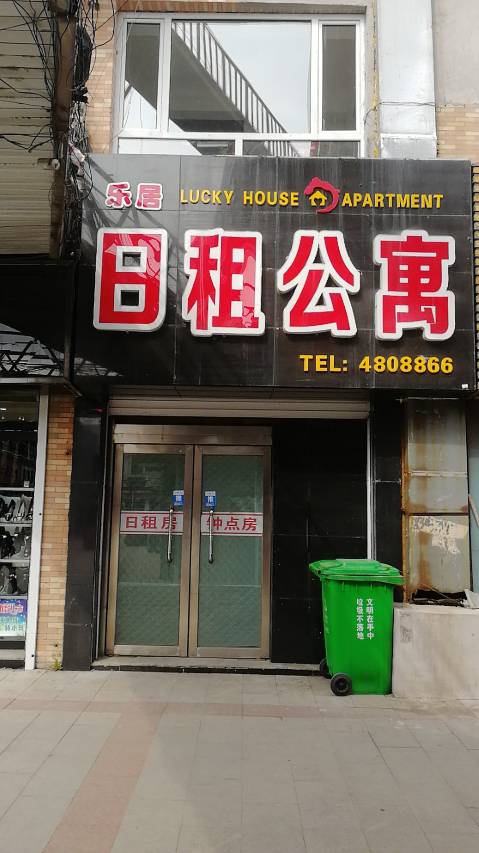 乐居 LUCKY HOUSE APARTMENT
日租公寓
TEL: 4808866
日租房 钟点房
文明在手中
垃圾不落地